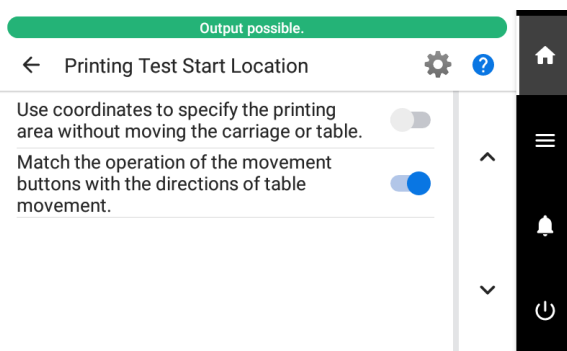 Output possible.
Printing Test Start Location
?
Use coordinates to specify the printing
area without moving the carriage or table.
Match the operation of the movement
buttons with the directions of table
movement.